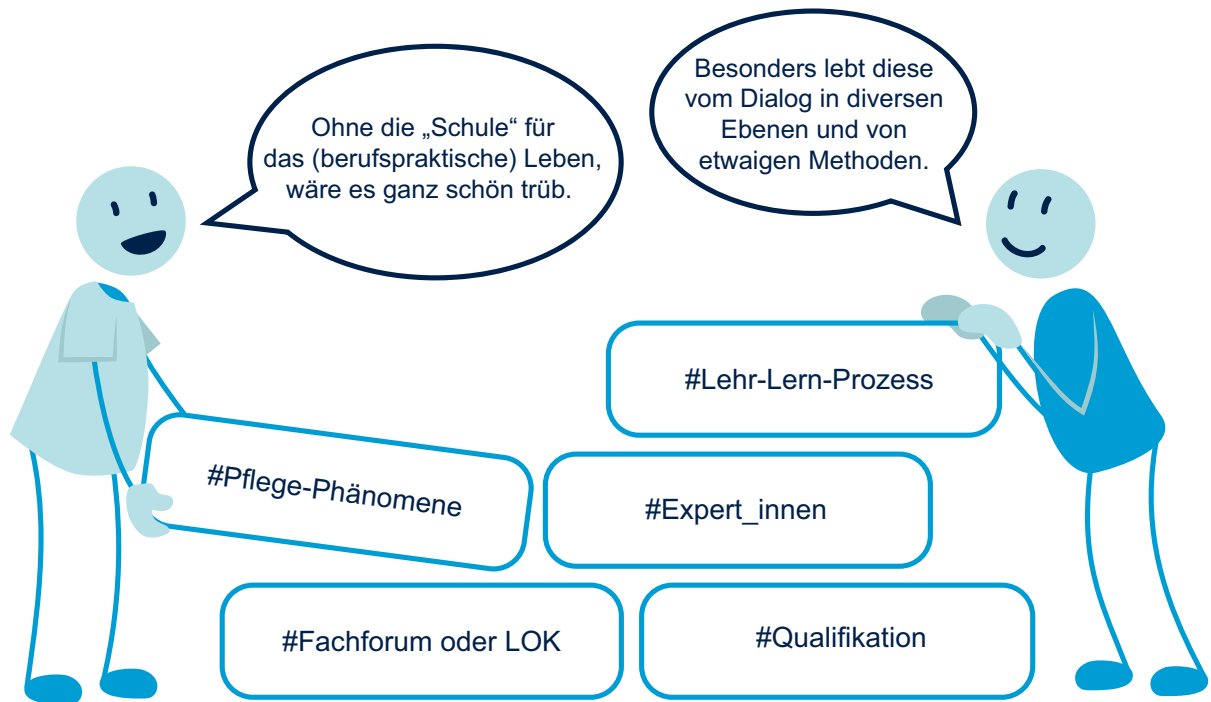 Ohne die „Schule“ für
das (berufspraktische) Leben,
wäre es ganz schön trüb.
Besonders lebt diese
vom Dialog in diversen
Ebenen und von
etwaigen Methoden.
#Lehr-Lern-Prozess
#Pflege-Phänomene
#Expert_innen
#Fachforum oder LOK
#Qualifikation